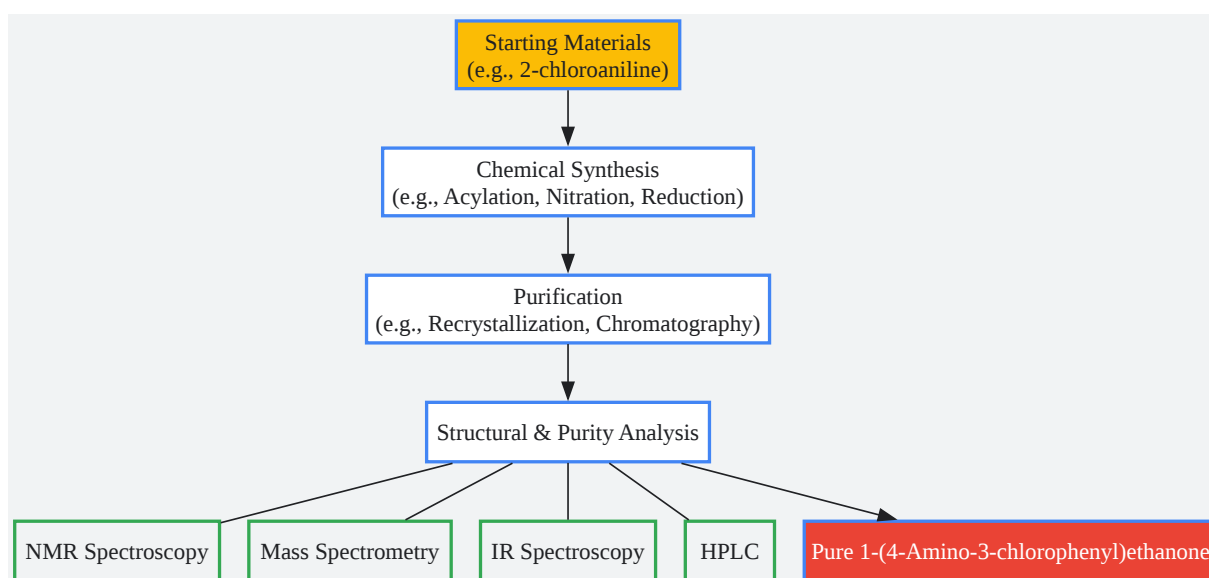 Starting Materials
(e.g., 2-chloroaniline)
Chemical Synthesis
(e.g., Acylation, Nitration, Reduction)
Purification
(e.g., Recrystallization, Chromatography)
Structural & Purity Analysis
NMR Spectroscopy
Mass Spectrometry
IR Spectroscopy
HPLC
Pure 1-(4-Amino-3-chlorophenyl)ethanone